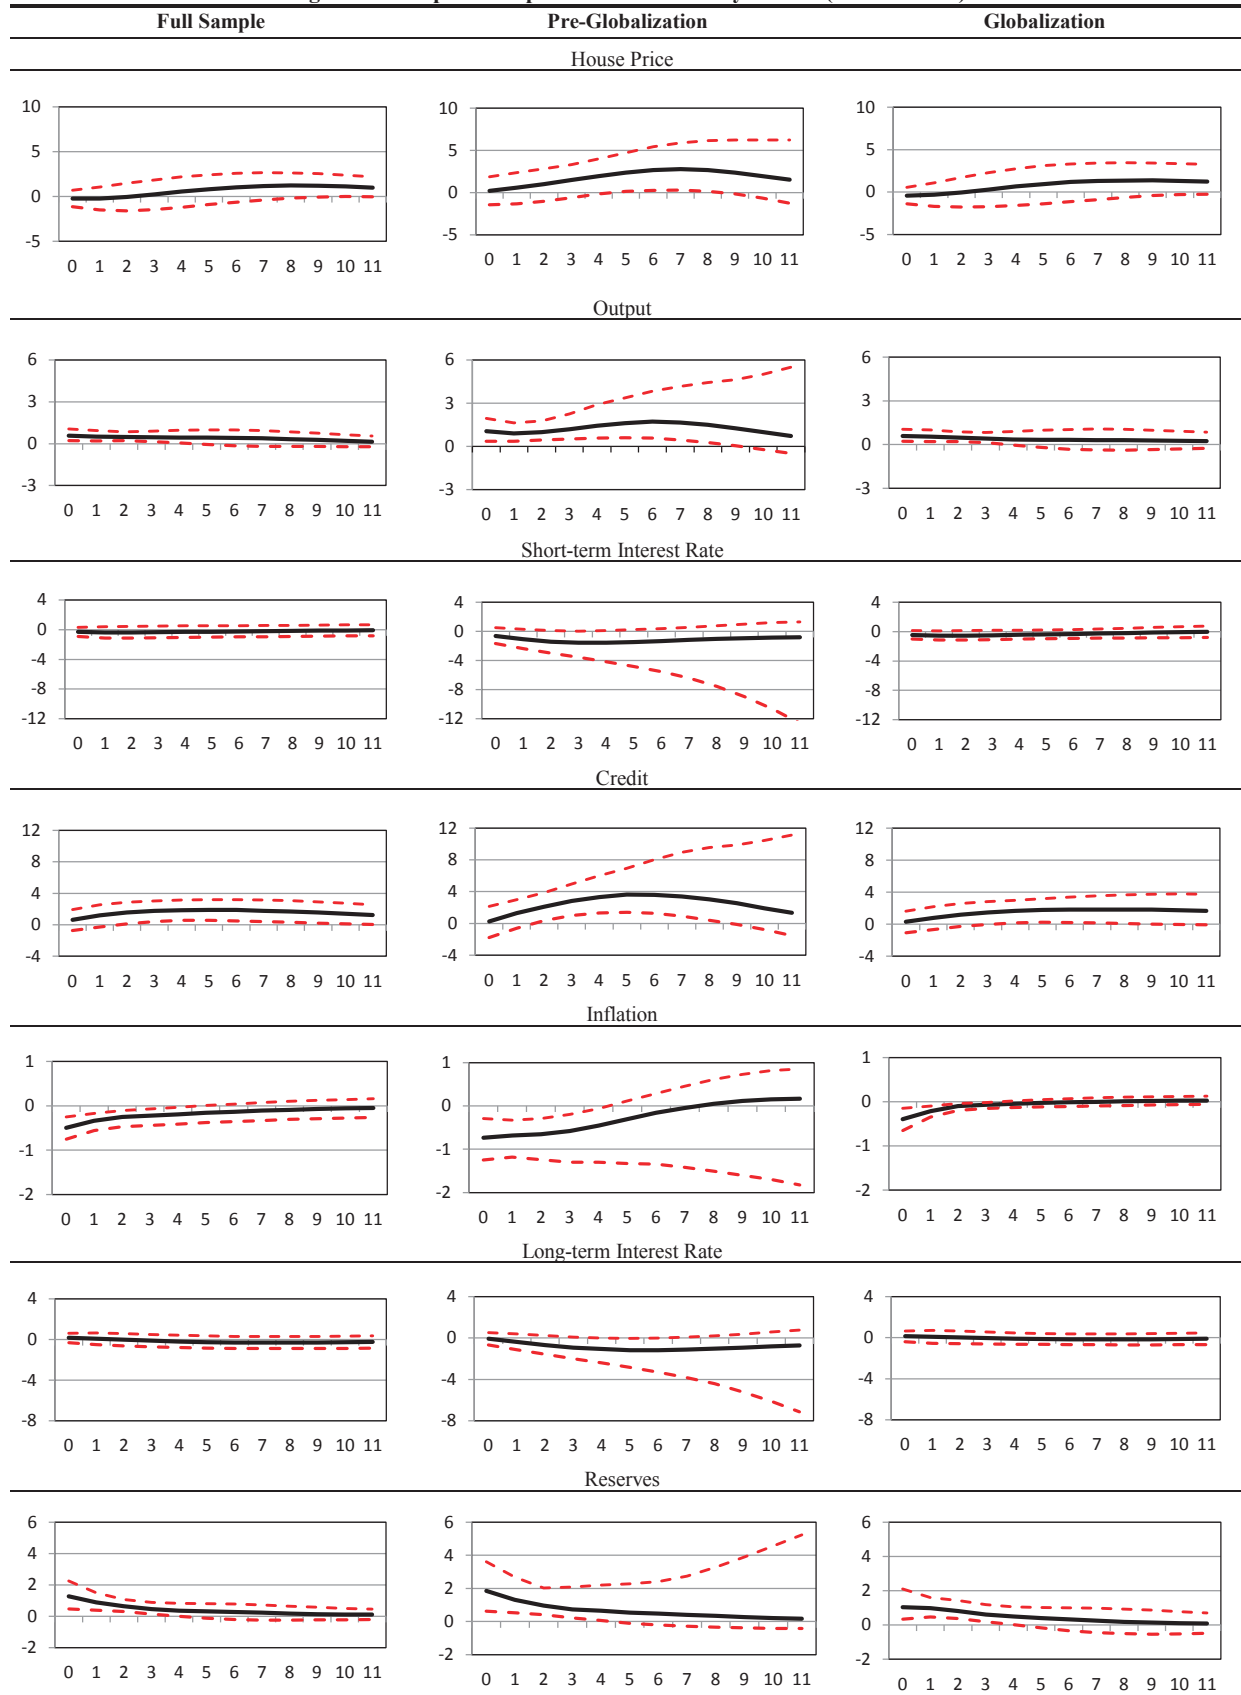 Full Sample Pre-Globalization Globalization
House Price
10 10 10
5 5 5
0 0 0
-5 -5 -5
0 1 2 3 4 5 6 7 8 9 10 11 0 1 2 3 4 5 6 7 8 9 10 11 0 1 2 3 4 5 6 7 8 9 10 11
Output
6 6 6
3 3 3
0 0 0
-3 -3 -3
0 1 2 3 4 5 6 7 8 9 10 11 0 1 2 3 4 5 6 7 8 9 10 11 0 1 2 3 4 5 6 7 8 9 10 11
Short-term Interest Rate
4 4 4
0 0 0
-4 -4 -4
-8 -8 -8
-12 -12 -12
0 1 2 3 4 5 6 7 8 9 10 11 0 1 2 3 4 5 6 7 8 9 10 11 0 1 2 3 4 5 6 7 8 9 10 11
Credit
12 12 12
8 8 8
4 4 4
0 0 0
-4 -4 -4
0 1 2 3 4 5 6 7 8 9 10 11 0 1 2 3 4 5 6 7 8 9 10 11 0 1 2 3 4 5 6 7 8 9 10 11
Inflation
1 1 1
0 0 0
-1 -1 -1
-2 -2 -2
0 1 2 3 4 5 6 7 8 9 10 11 0 1 2 3 4 5 6 7 8 9 10 11 0 1 2 3 4 5 6 7 8 9 10 11
Long-term Interest Rate
4 4 4
0 0 0
-4 -4 -4
-8 -8 -8
0 1 2 3 4 5 6 7 8 9 10 11 0 1 2 3 4 5 6 7 8 9 10 11 0 1 2 3 4 5 6 7 8 9 10 11
Reserves
6 6 6
4 4 4
2 2 2
0 0 0
-2 -2 -2
0 1 2 3 4 5 6 7 8 9 10 11 0 1 2 3 4 5 6 7 8 9 10 11 0 1 2 3 4 5 6 7 8 9 10 11